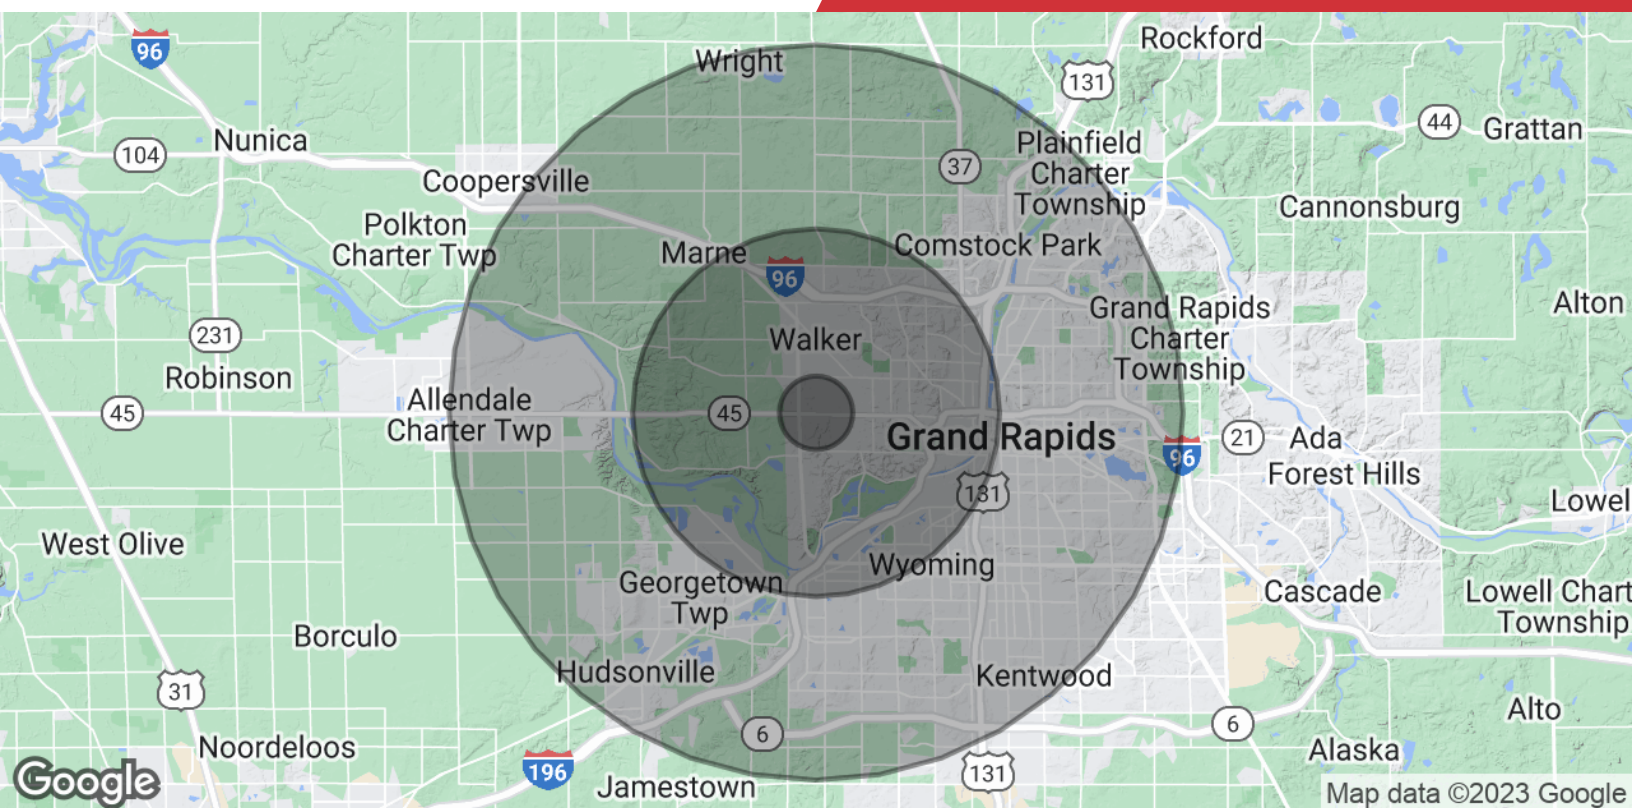 Rockford
96
Wright
131
44
Grattan
Nunica
104
Plainfield
Charter
Township
37
Coopersville
Cannonsburg
Polkton
Charter Twp
Marne
Comstock Park
96
Grand Rapids
Charter
Township
Alton
231
Walker
Robinson
45
Allendale
Charter Twp
45
Grand Rapids
21
Ada
96
Forest Hills
131
Lowel
West Olive
Wyoming
Georgetown
Twp
Cascade
Lowell Chart
Township
Borculo
Hudsonville
Kentwood
31
6
6
Alto
Noordeloos
Alaska
196
131
Jamestown
Google
Map data ©2023 Google